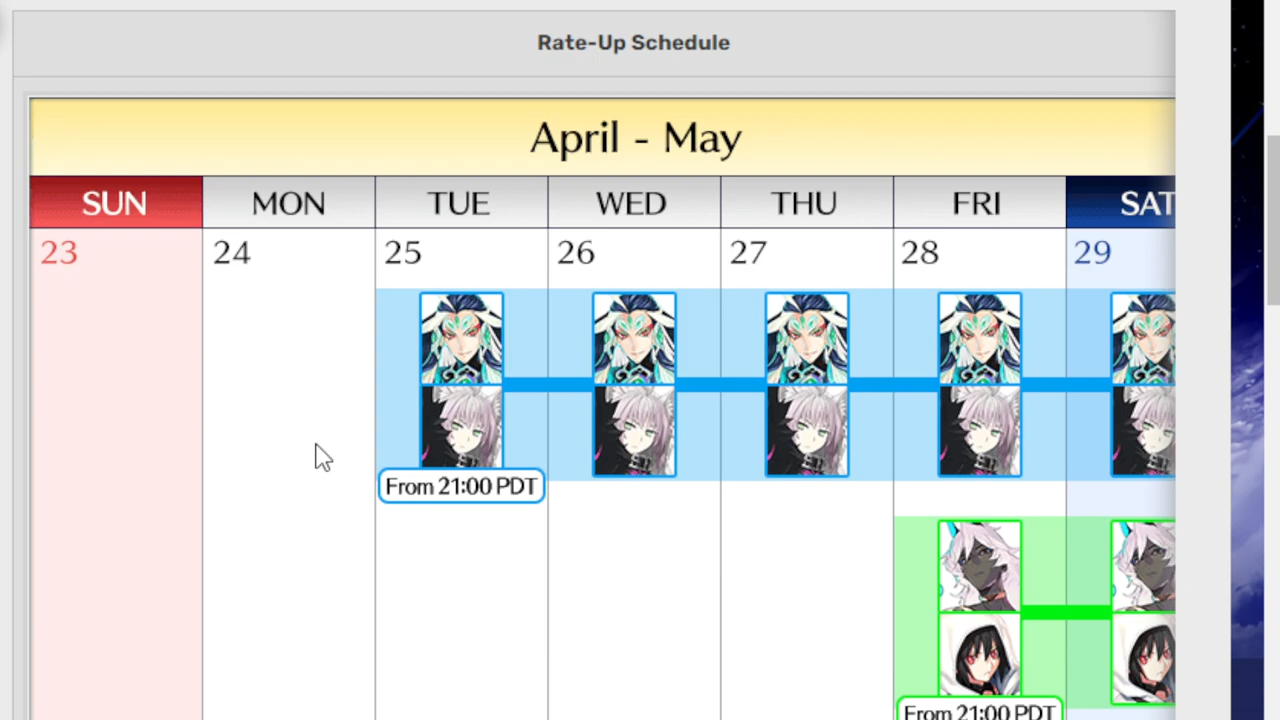 Rate-Up Schedule
April - May
SUN MON TUE WED THU FRI SAT
23 24 25 26 27 28 29
From 21:00 PDT
From 21:00 PDT